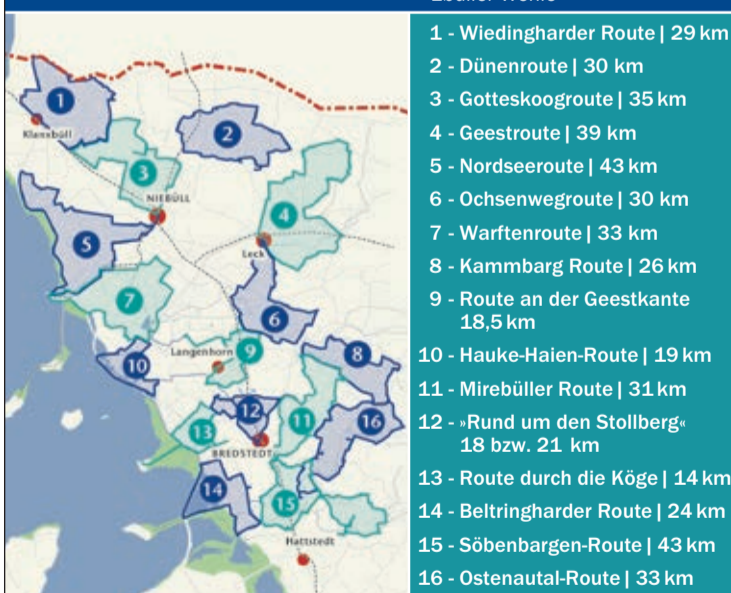 1 - Wiedingharder Route | 29 km
2 - Dünenroute | 30 km
3 - Gotteskoogroute | 35 km
4 - Geestroute | 39 km
5 - Nordseeroute | 43 km
6 - Ochsenwegroute | 30 km
7 - Warftenroute | 33 km
8 - Kammbarg Route | 26 km
9 - Route an der Geestkante
18,5 km
10 - Hauke-Haien-Route | 19 km
11 - Mirebüller Route | 31 km
12 - »Rund um den Stollberg«
18 bzw. 21 km
13 - Route durch die Köge | 14 km
14 - Beltringharder Route | 24 km
15 - Söbenbargen-Route | 43 km
16 - Ostenautal-Route | 33 km
1
Klanxbüll
2
3
NIEBÜLL
4
5
Leck
7
6
Langenhorn
9
8
10
12
11
16
13
BREDSTEDT
14
15
Hattstedt